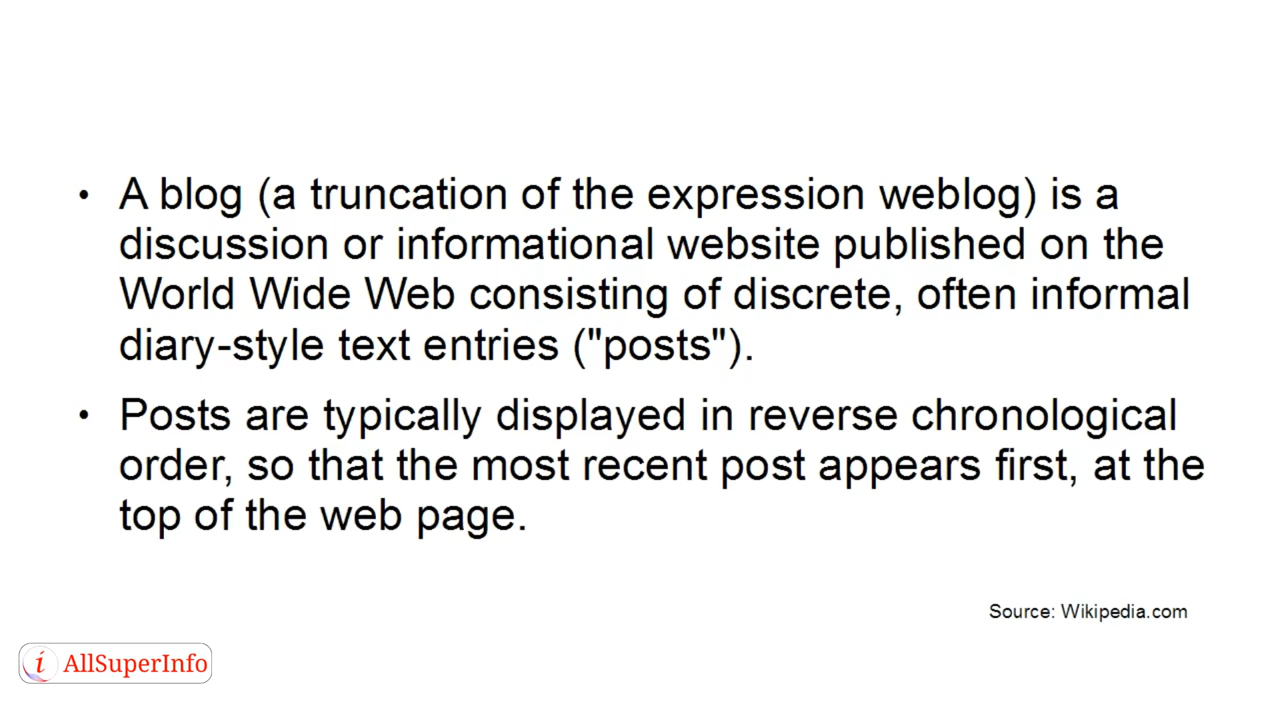 • A blog (a truncation of the expression weblog) is a
discussion or informational website published on the
World Wide Web consisting of discrete, often informal
diary-style text entries ("posts").
• Posts are typically displayed in reverse chronological
order, so that the most recent post appears first, at the
top of the web page.
Source: Wikipedia.com
i AllSuperInfo